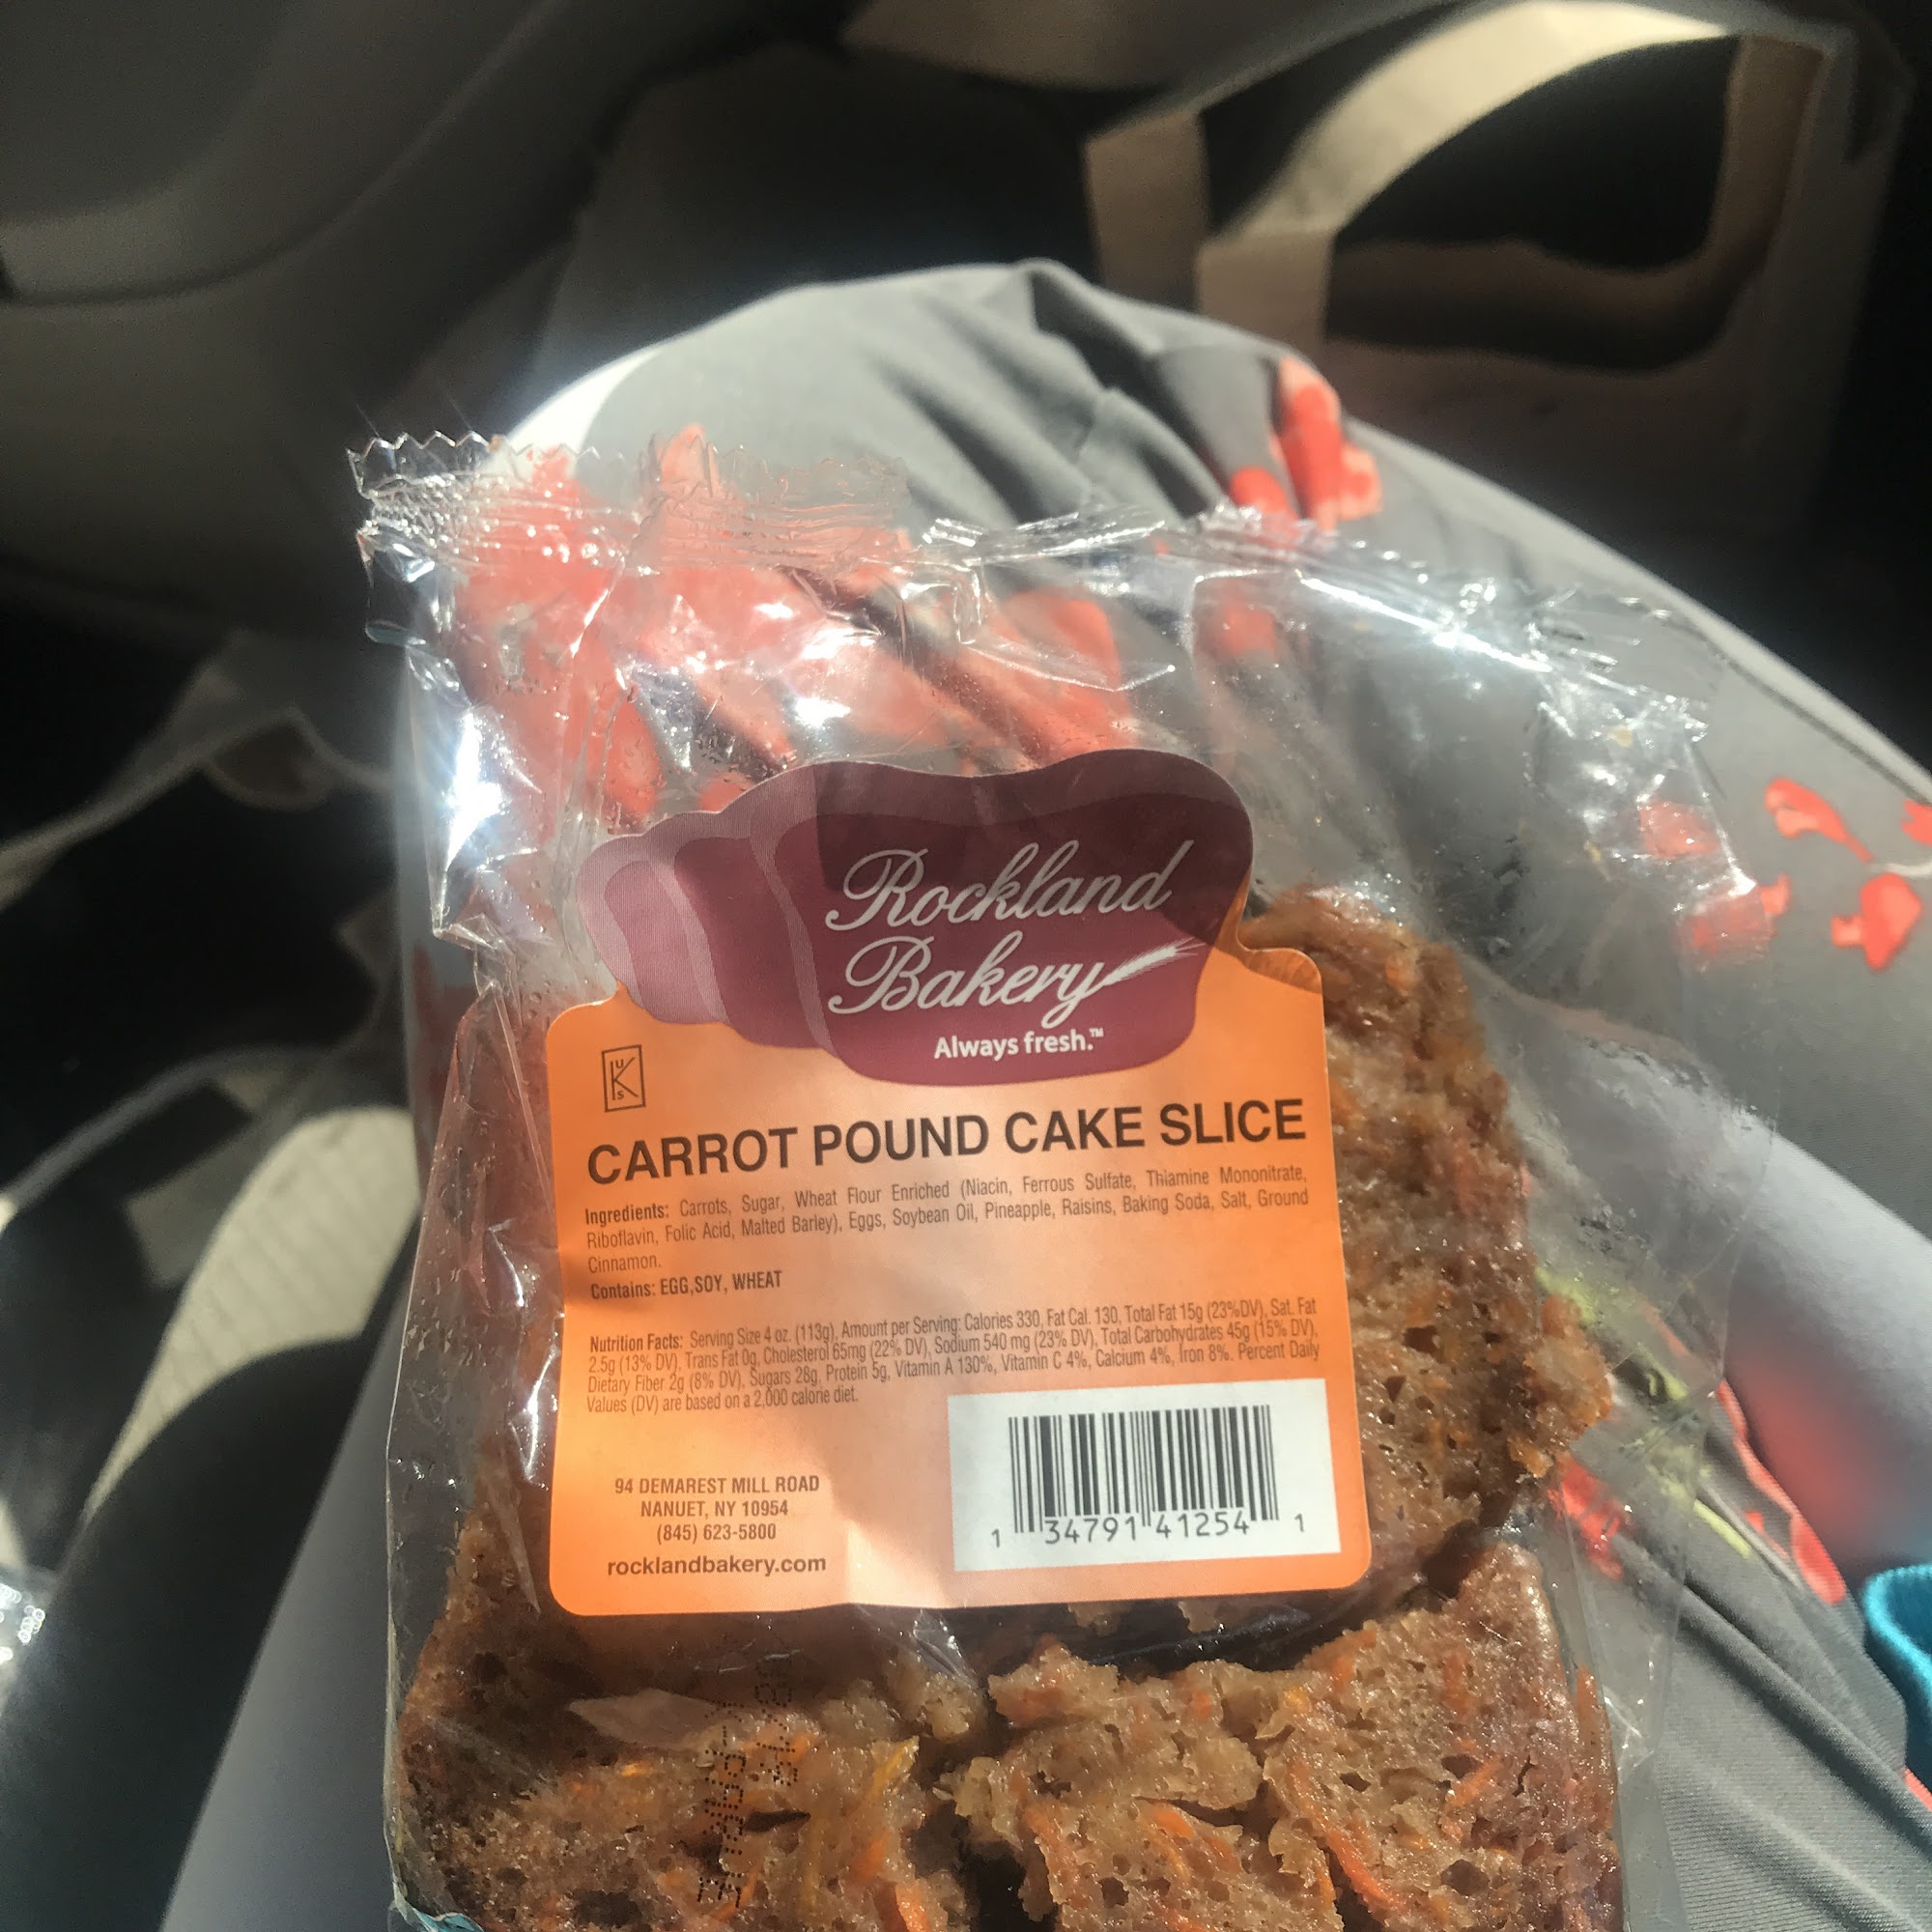 Rockland
Bakery
Always fresh.™
U
K
S
CARROT POUND CAKE SLICE
Ingredients: Carrots, Sugar, Wheat Flour Enriched (Niacin, Ferrous Sulfate, Thiamine Mononitrate,
Riboflavin, Folic Acid, Malted Barley), Eggs, Soybean Oil, Pineapple, Raisins, Baking Soda, Salt, Ground
Cinnamon.
Contains: EGG,SOY, WHEAT
Nutrition Facts: Serving Size 4 oz. (113g), Amount per Serving: Calories 330, Fat Cal. 130, Total Fat 15g (23%DV), Sat. Fat
2.5g (13% DV), Trans Fat 0g, Cholesterol 65mg (22% DV), Sodium 540 mg (23% DV), Total Carbohydrates 45g (15% DV),
Dietary Fiber 2g (8% DV), Sugars 28g, Protein 5g, Vitamin A 130%, Vitamin C 4%, Calcium 4%, Iron 8%. Percent Daily
Values (DV) are based on a 2,000 calorie diet.
94 DEMAREST MILL ROAD
NANUET, NY 10954
(845) 623-5800
rocklandbakery.com
1 34791 41254 1